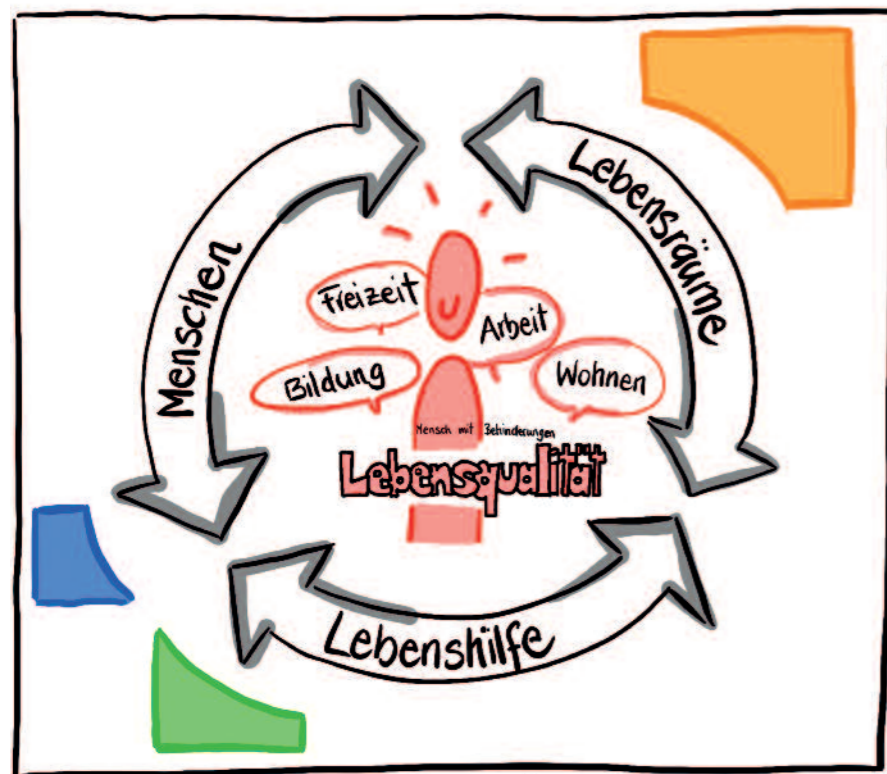 Menschen
Lebensräume
Freizeit
Arbeit
Bildung
Wohnen
Mensch mit Behinderungen
Lebensqualität
Lebenshilfe